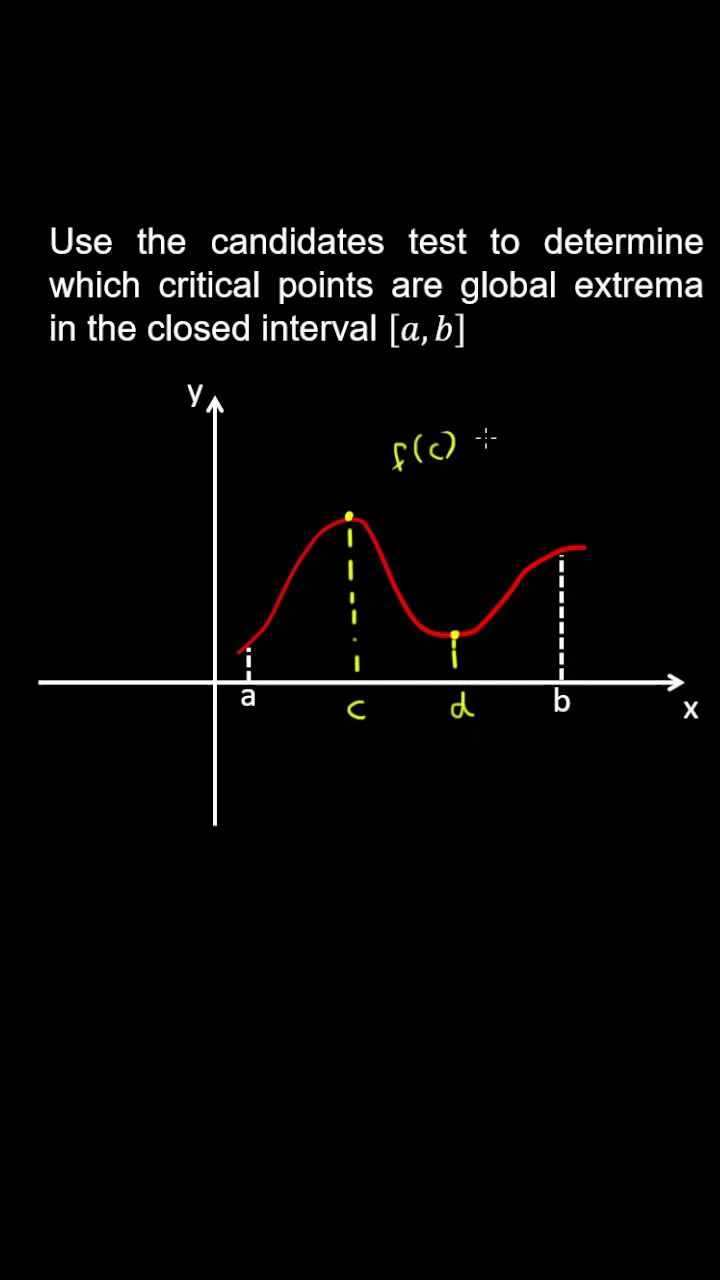 Use the candidates test to determine
which critical points are global extrema
in the closed interval [a, b]
y
f(c)
a
c
d
b
x